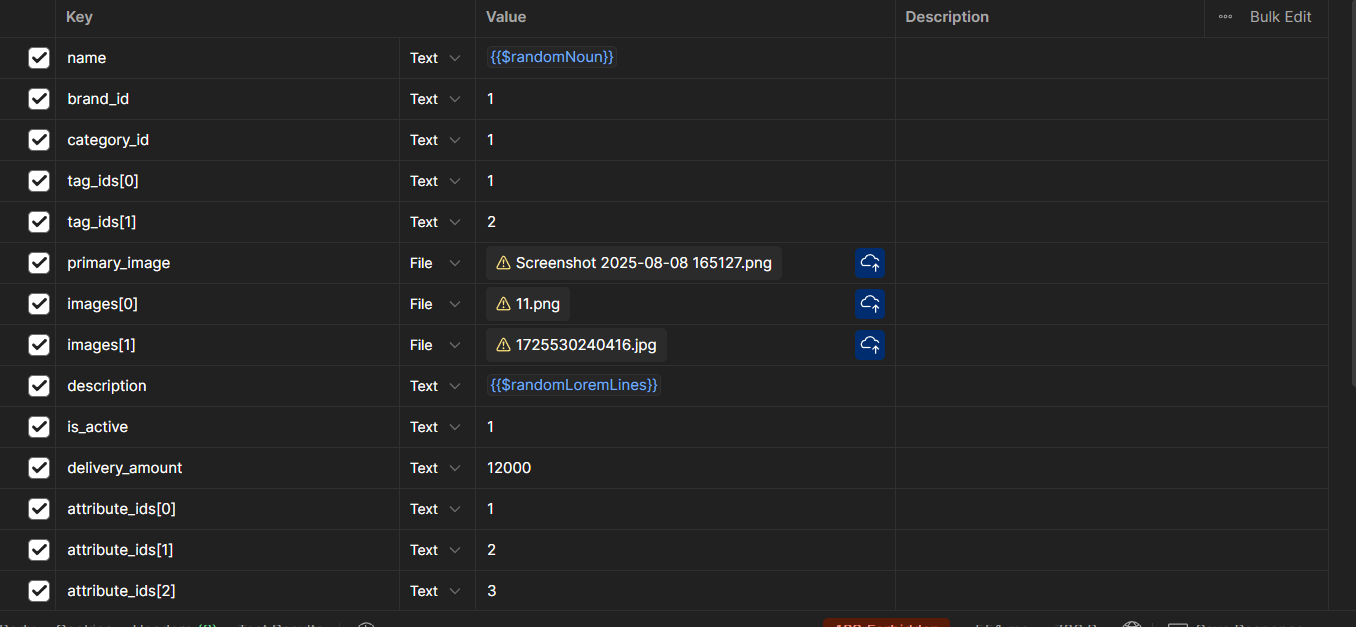 Key Value Description Bulk Edit
name Text {{$randomNoun}}
brand_id Text 1
category_id Text 1
tag_ids[0] Text 1
tag_ids[1] Text 2
primary_image File Screenshot 2025-08-08 165127.png
images[0] File 11.png
images[1] File 1725530240416.jpg
description Text {{$randomLoremLines}}
is_active Text 1
delivery_amount Text 12000
attribute_ids[0] Text 1
attribute_ids[1] Text 2
attribute_ids[2] Text 3